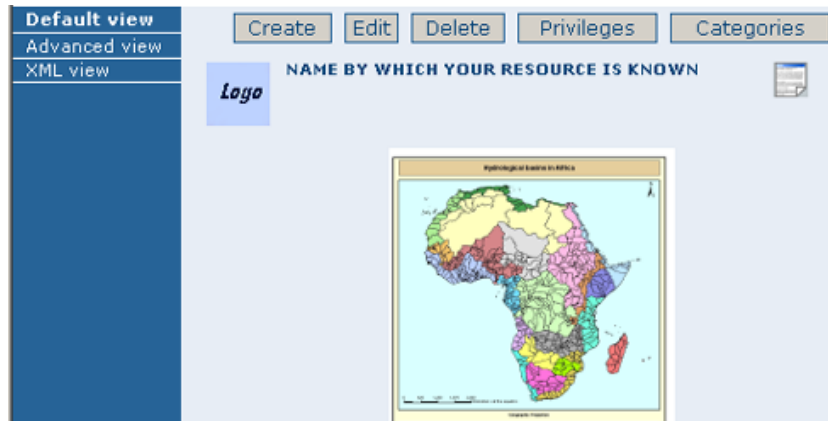 Default view
Advanced view
XML view
Create Edit Delete Privileges Categories
Logo
NAME BY WHICH YOUR RESOURCE IS KNOWN
Hydrological basins in Africa